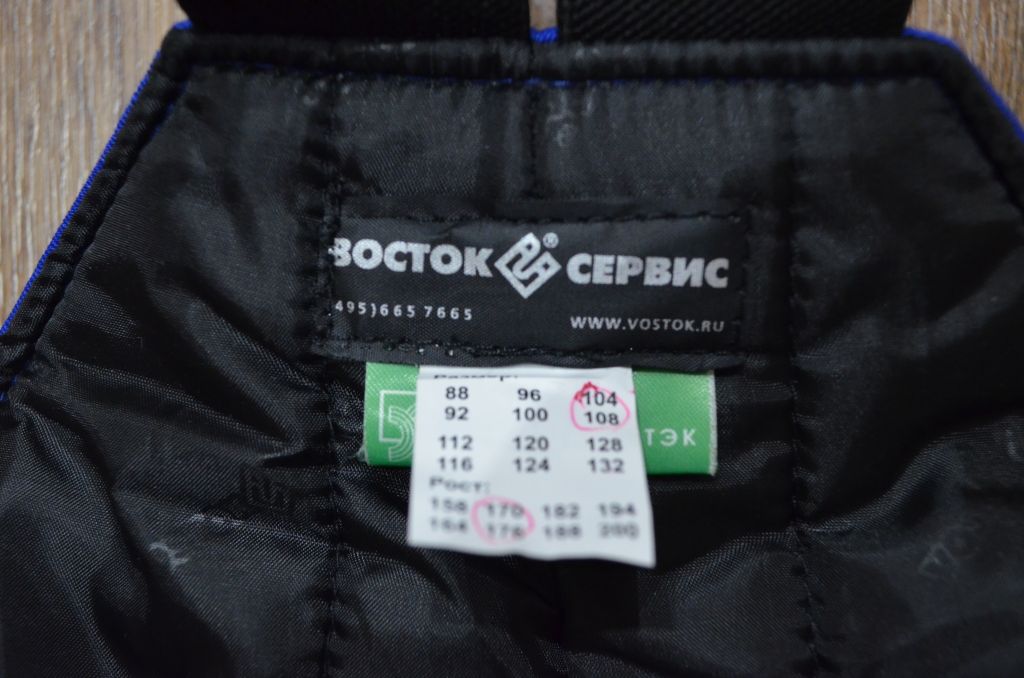 ВОСТОК СЕРВИС
495) 665 7665 WWW.VOSTOK.RU
Размер:
88 96 104
92 100 108
ТЭК
112 120 128
116 124 132
Рост:
158 170 182 194
164 176 188 200